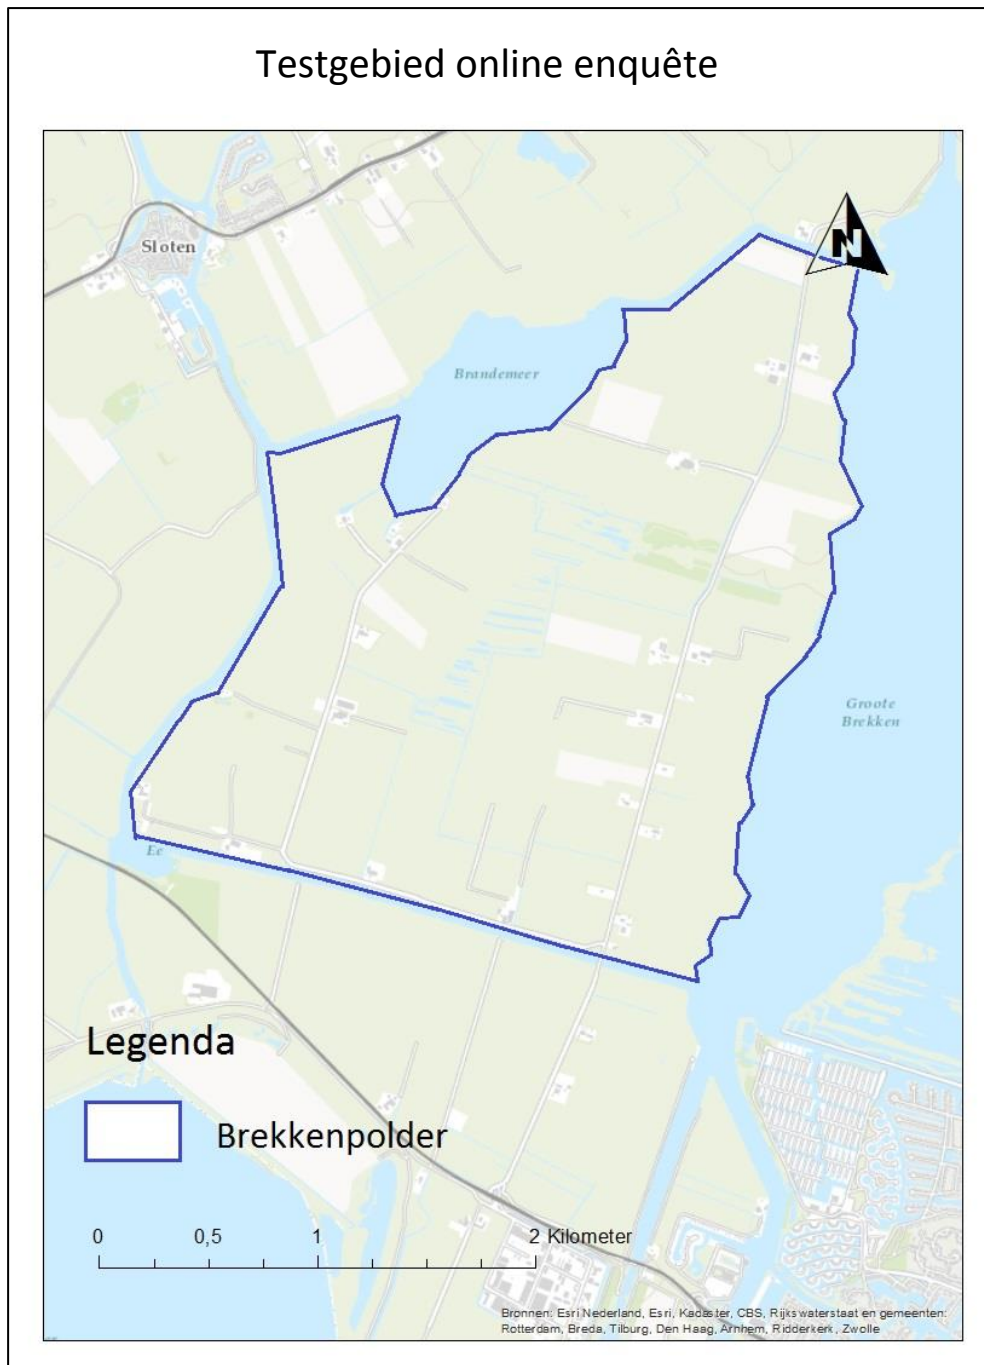 Testgebied online enquête
N
Sloten
Brandemeer
Groote
Brekken
Ee
Legenda
Brekkenpolder
0 0,5 1 2 Kilometer
Bronnen: Esri Nederland, Esri, Kadaster, CBS, Rijkswaterstaat en gemeenten:
Rotterdam, Breda, Tilburg, Den Haag, Arnhem, Ridderkerk, Zwolle